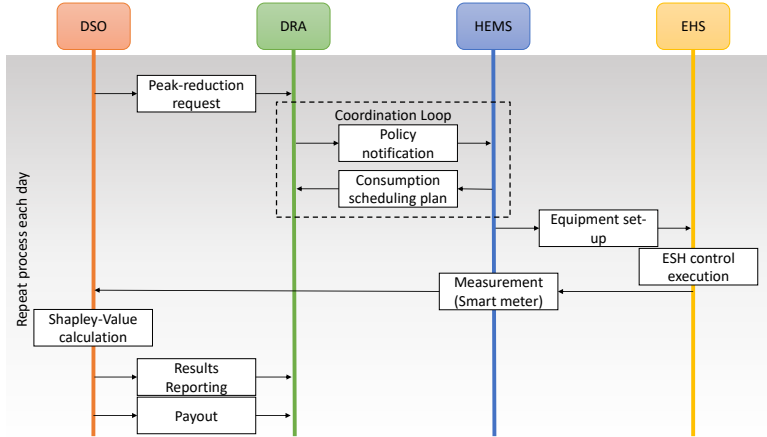 DSO
DRA
HEMS
EHS
Peak-reduction
request
Coordination Loop
Policy
notification
Consumption
scheduling plan
Equipment set-
up
ESH control
execution
Measurement
(Smart meter)
Shapley-Value
calculation
Results
Reporting
Payout
Repeat process each day